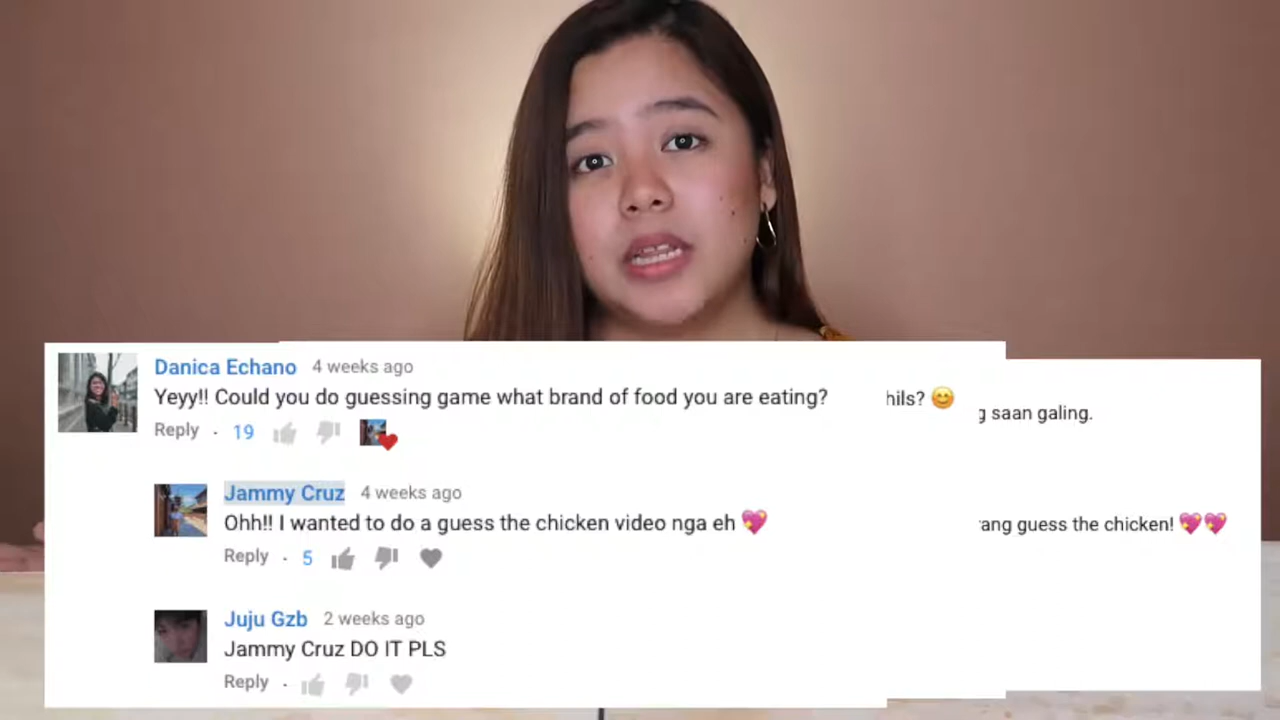 Danica Echano 4 weeks ago
Yeyy!! Could you do guessing game what brand of food you are eating?
Reply · 19
Jammy Cruz 4 weeks ago
Ohh!! I wanted to do a guess the chicken video nga eh 💖
Reply · 5
Juju Gzb 2 weeks ago
Jammy Cruz DO IT PLS
Reply ·
hils? 😊
g saan galing.
ang guess the chicken! 💖💖